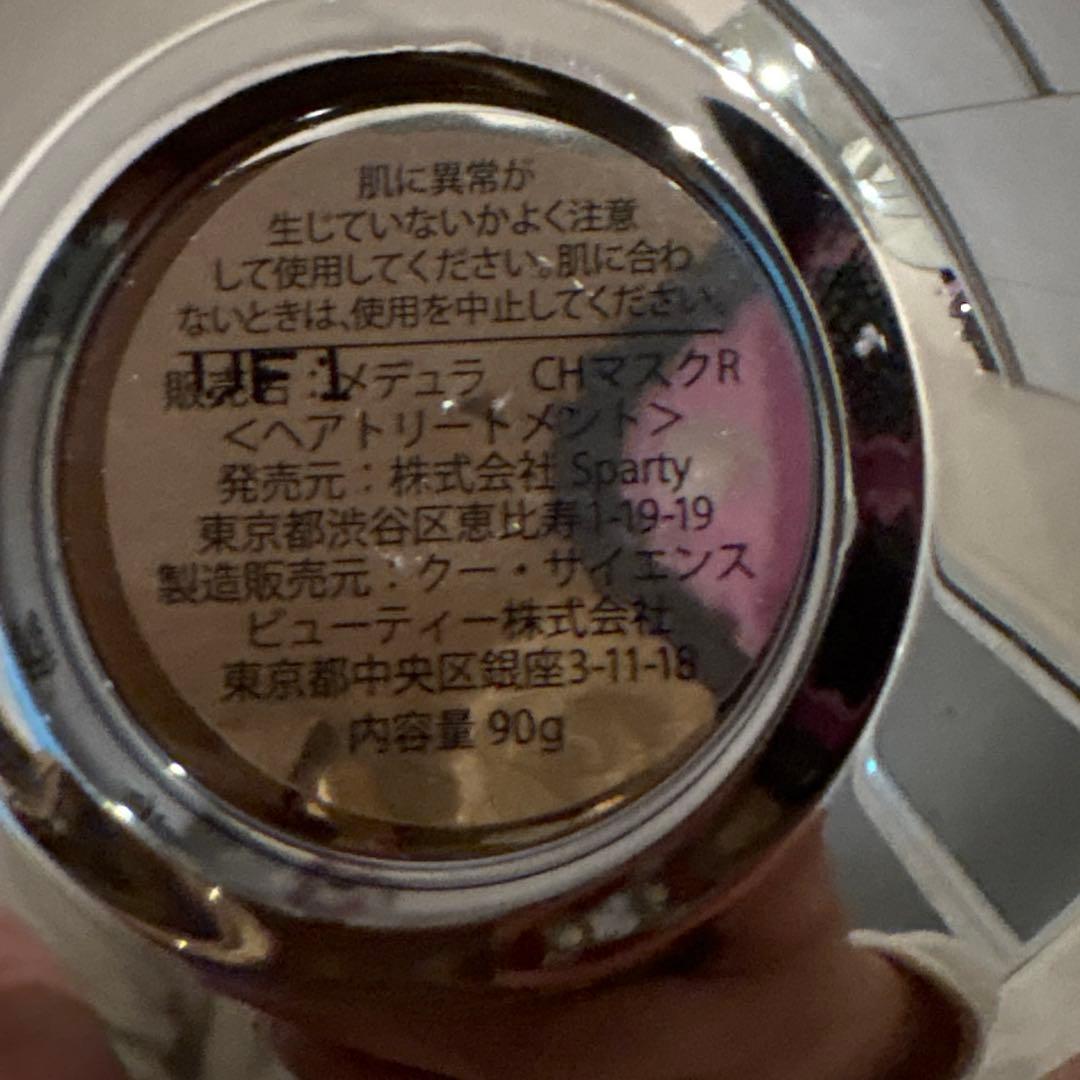 肌に異常が
生じていないかよく注意
して使用してください。肌に合わ
ないときは、使用を中止してください。
販売名：メデュラ CHマスクR
＜ヘアトリートメント＞
発売元：株式会社 Sparty
東京都渋谷区恵比寿1-19-19
製造販売元：クー・サイエンス
ビューティー株式会社
東京都中央区銀座3-11-18
内容量 90g